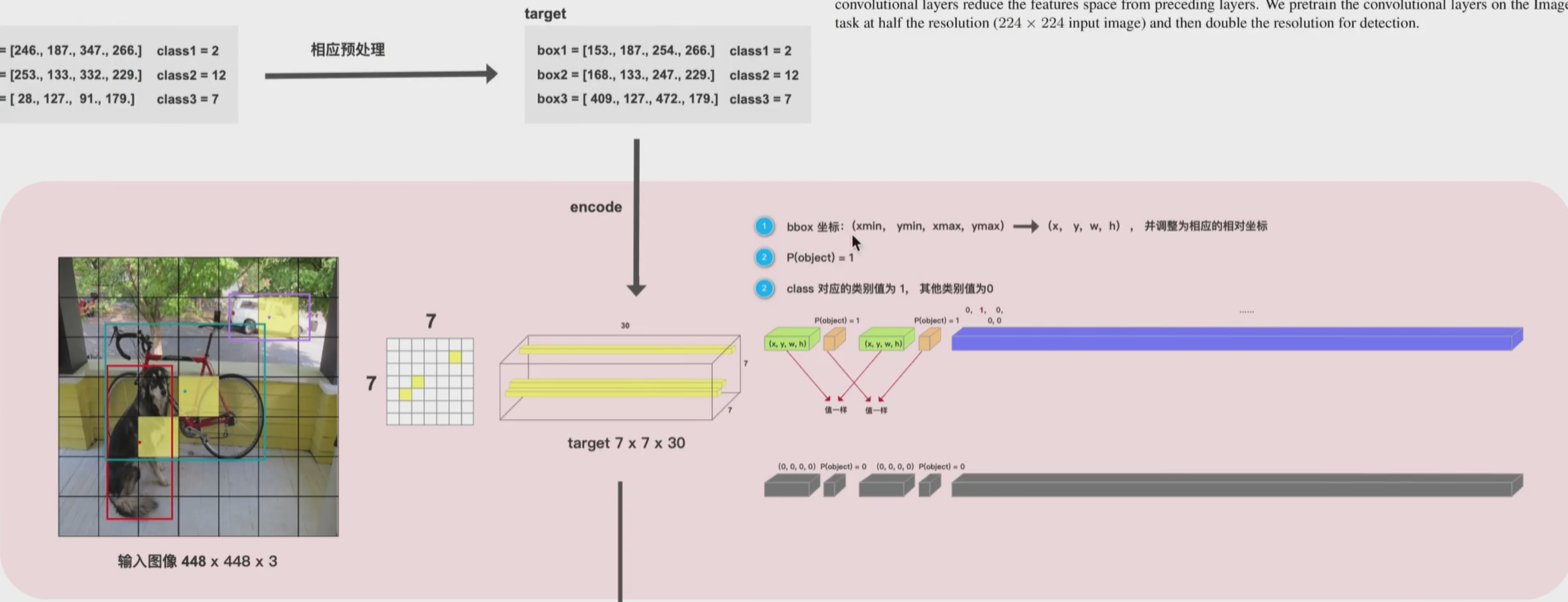 convolutional layers reduce the features space from preceding layers. We pretrain the convolutional layers on the Image
task at half the resolution (224 × 224 input image) and then double the resolution for detection.
target
= [246., 187., 347., 266.] class1 = 2
= [253., 133., 332., 229.] class2 = 12
= [ 28., 127., 91., 179.] class3 = 7
相应预处理
box1 = [153., 187., 254., 266.] class1 = 2
box2 = [168., 133., 247., 229.] class2 = 12
box3 = [ 409., 127., 472., 179.] class3 = 7
encode
1 bbox 坐标: (xmin, ymin, xmax, ymax) (x, y, w, h) , 并调整为相应的相对坐标
2 P(object) = 1
2 class 对应的类别值为 1, 其他类别值为0
7
7
30
7
7
target 7 x 7 x 30
P(object) = 1
P(object) = 1
0, 1, 0,
0, 0
......
(x, y, w, h)
(x, y, w, h)
值一样
值一样
(0, 0, 0, 0) P(object) = 0 (0, 0, 0, 0) P(object) = 0
输入图像 448 x 448 x 3